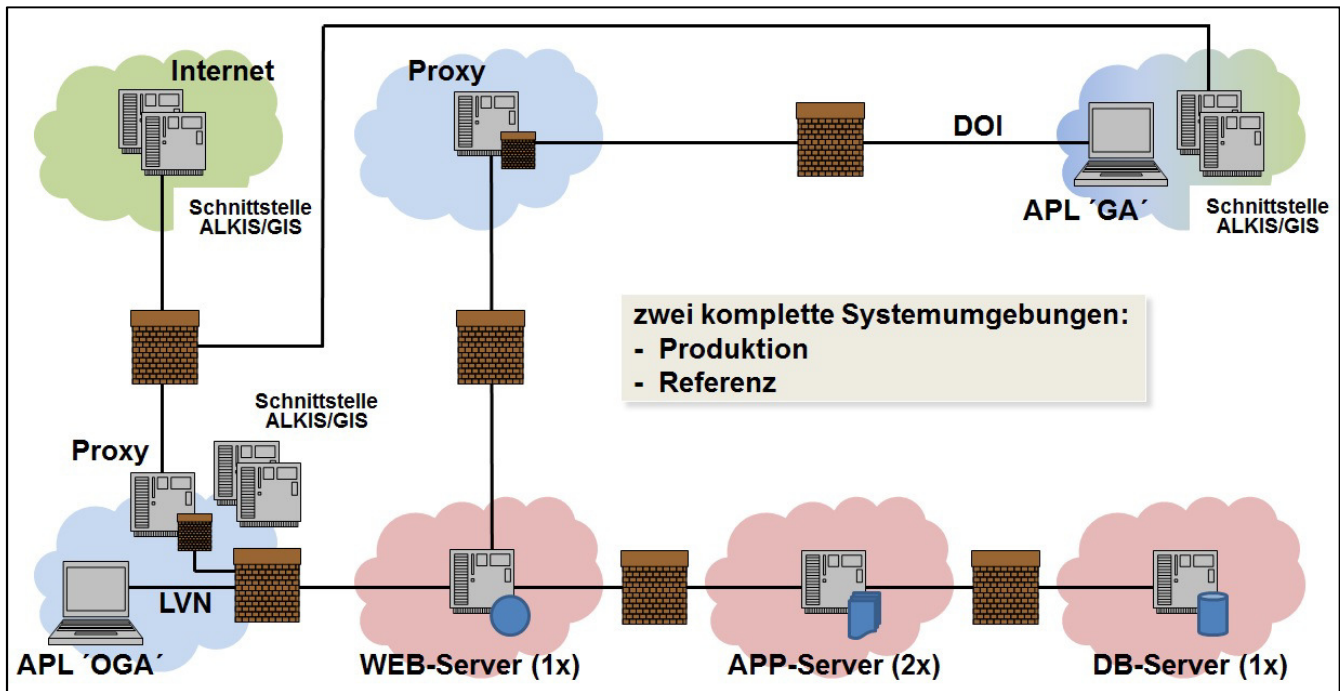 Internet
Schnittstelle
ALKIS/GIS
Proxy
DOI
APL ´GA´
Schnittstelle
ALKIS/GIS
zwei komplette Systemumgebungen:
- Produktion
- Referenz
Schnittstelle
ALKIS/GIS
Proxy
LVN
APL ´OGA´
WEB-Server (1x)
APP-Server (2x)
DB-Server (1x)